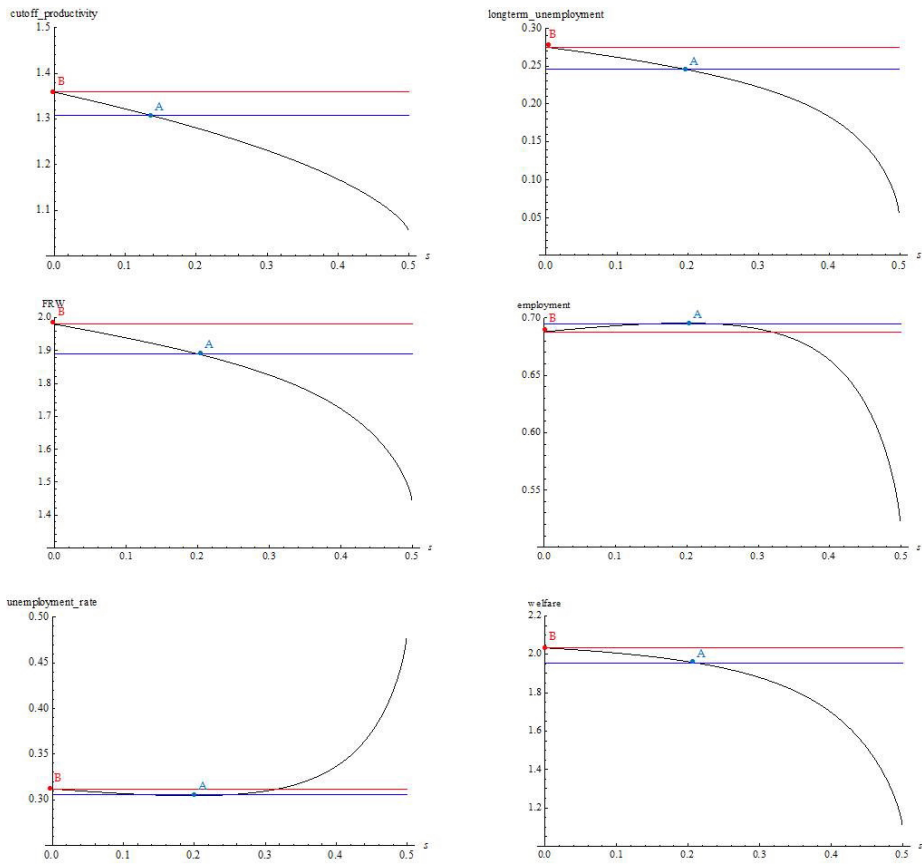 cutoff_productivity
1.5
1.4
1.3
1.2
1.1
B
A
0.0 0.1 0.2 0.3 0.4 0.5 s
longterm_unemployment
0.30
0.25
0.20
0.15
0.10
0.05
B
A
0.0 0.1 0.2 0.3 0.4 0.5 s
FRW
2.0
1.9
1.8
1.7
1.6
1.5
1.4
B
A
0.0 0.1 0.2 0.3 0.4 0.5 s
employment
0.70
0.65
0.60
0.55
B
A
0.0 0.1 0.2 0.3 0.4 0.5 s
unemployment_rate
0.50
0.45
0.40
0.35
0.30
B
A
0.0 0.1 0.2 0.3 0.4 0.5 s
welfare
2.2
2.0
1.8
1.6
1.4
1.2
B
A
0.0 0.1 0.2 0.3 0.4 0.5 s